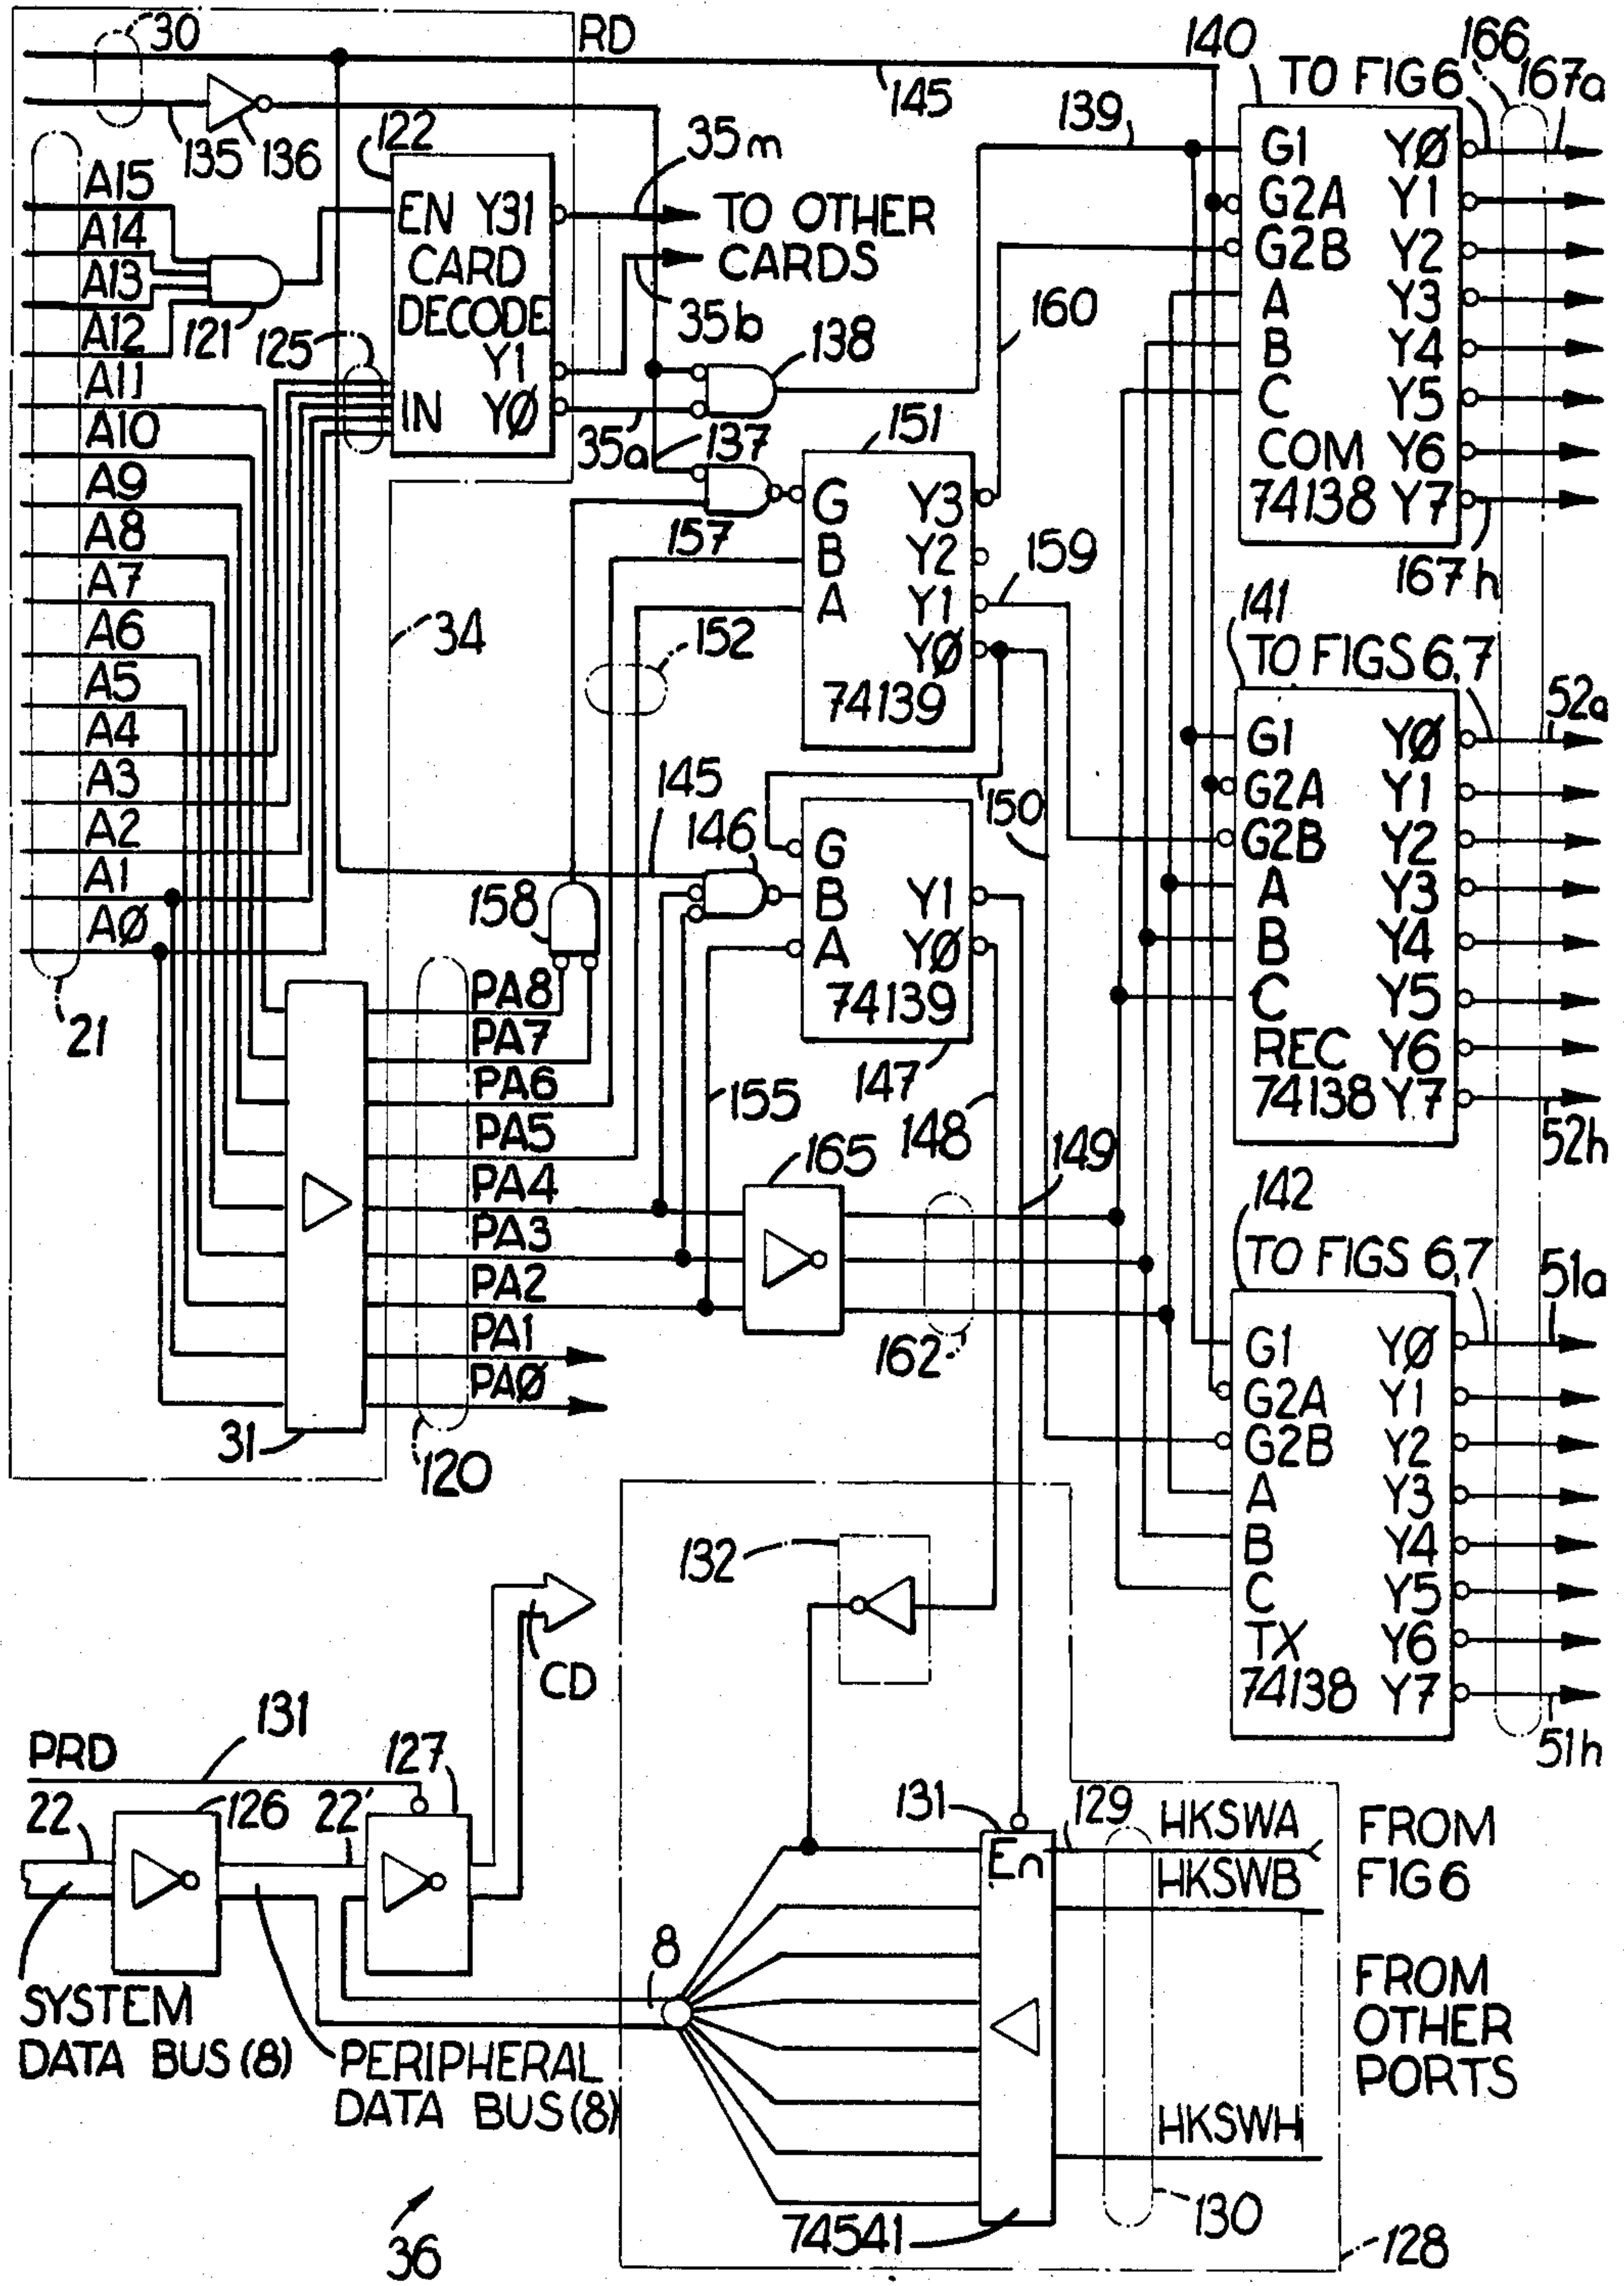 30
RD
135
136
145
140
TO FIG 6
166
167a
122
35m
139
A15
A14
A13
A12
A11
A10
A9
A8
A7
A6
A5
A4
A3
A2
A1
AØ
21
121
125
EN Y31
CARD
DECODE
Y1
IN YØ
TO OTHER
CARDS
35b
138
35a
137
160
G1 YØ
G2A Y1
G2B Y2
A Y3
B Y4
C Y5
COM Y6
74138 Y7
167h
151
G Y3
B Y2
A Y1
YØ
74139
157
159
152
34
141
TO FIGS 6,7
52a
G1 YØ
G2A Y1
G2B Y2
A Y3
B Y4
C Y5
REC Y6
74138 Y7
52h
145
146
150
G
B Y1
A YØ
74139
147
158
155
148
149
PA8
PA7
PA6
PA5
PA4
PA3
PA2
PA1
PAØ
31
120
165
162
142
TO FIGS 6,7
51a
G1 YØ
G2A Y1
G2B Y2
A Y3
B Y4
C Y5
TX Y6
74138 Y7
51h
132
CD
PRD
131
127
22
126
22'
SYSTEM
DATA BUS (8)
PERIPHERAL
DATA BUS (8)
8
131
En
129
HKSWA
HKSWB
HKSWH
FROM
FIG 6
FROM
OTHER
PORTS
74541
130
128
36